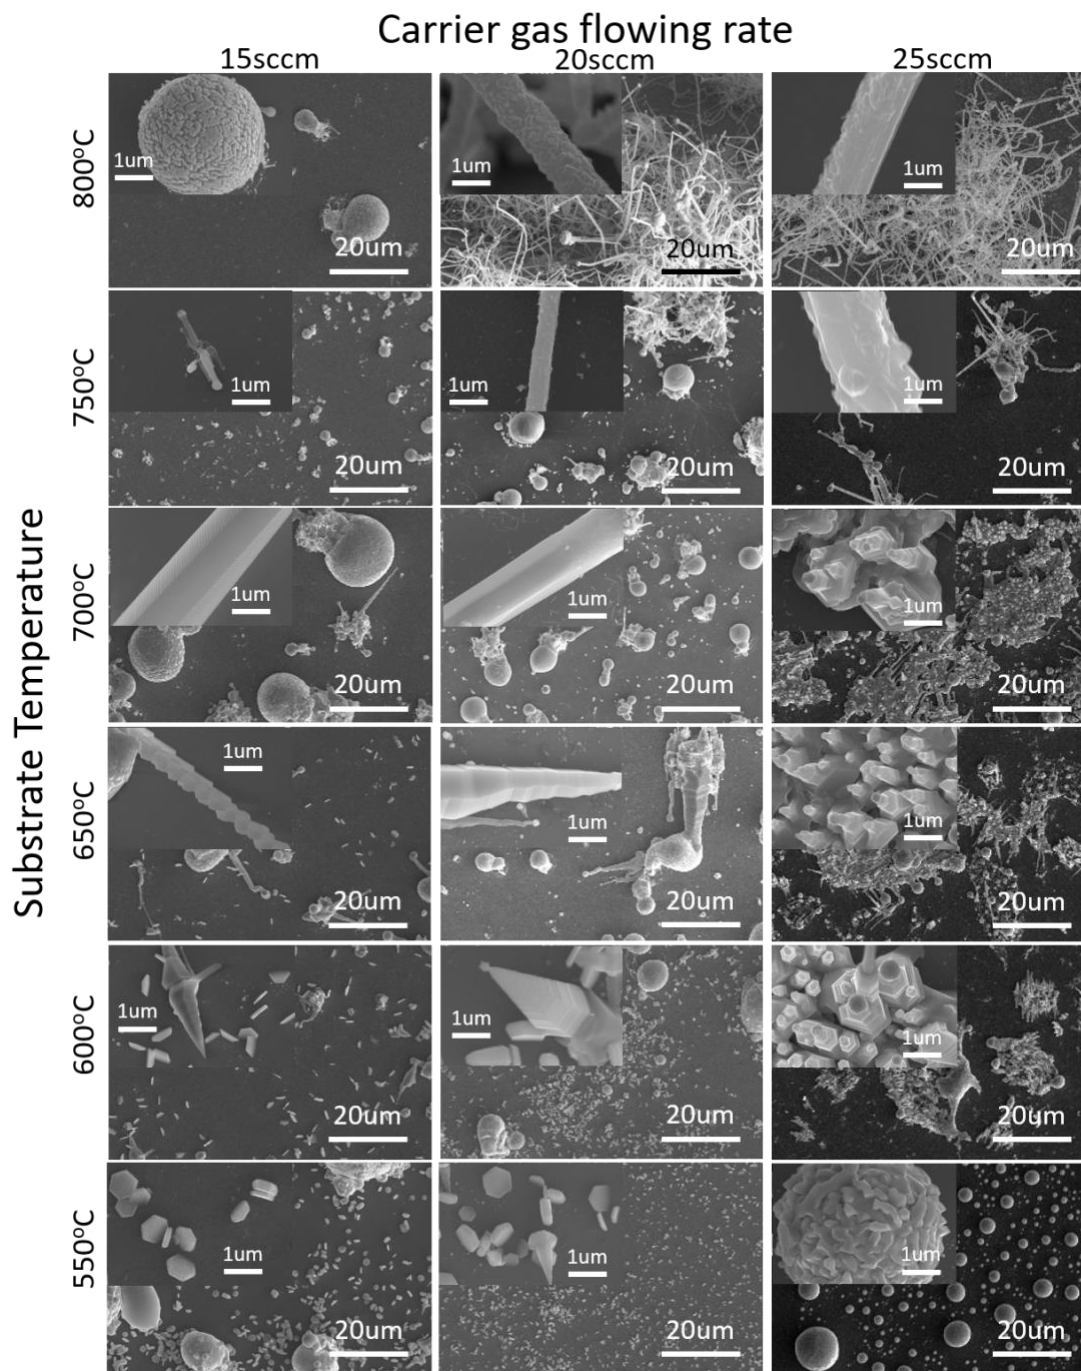 Carrier gas flowing rate
15sccm 20sccm 25sccm
Substrate Temperature
800°C
1um 1um 1um
20um 20um 20um
750°C
1um 1um 1um
20um 20um 20um
700°C
1um 1um 1um
20um 20um 20um
650°C
1um 1um 1um
20um 20um 20um
600°C
1um 1um 1um
20um 20um 20um
550°C
1um 1um 1um
20um 20um 20um